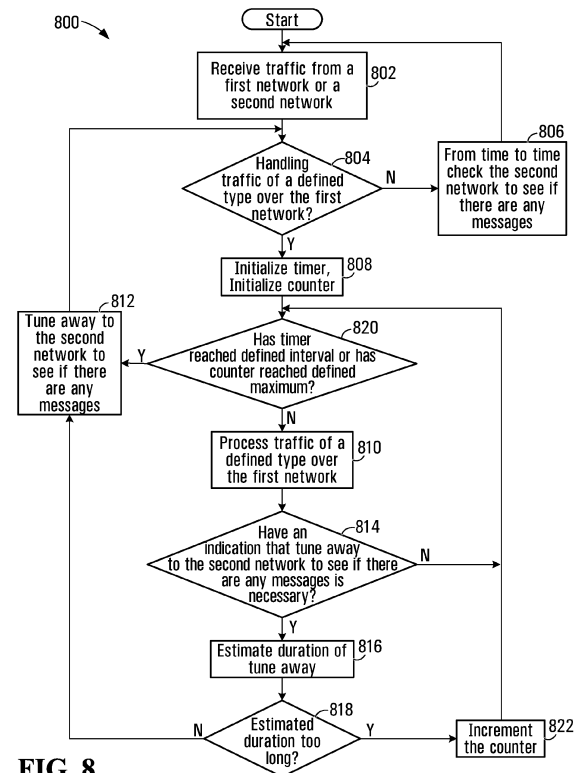 800
Start
Receive traffic from a
first network or a
second network
802
Handling
traffic of a defined
type over the first
network?
804
N
From time to time
check the second
network to see if
there are any
messages
806
Y
Initialize timer,
Initialize counter
808
812
Tune away to
the second
network to
see if there
are any
messages
Y
Has timer
reached defined interval or has
counter reached defined
maximum?
820
N
Process traffic of a
defined type over
the first network
810
Have an
indication that tune away
to the second network to see if there
are any messages is
necessary?
814
N
Y
Estimate duration of
tune away
816
N
Estimated
duration too
long?
818
Y
Increment
the counter
822
FIG. 8